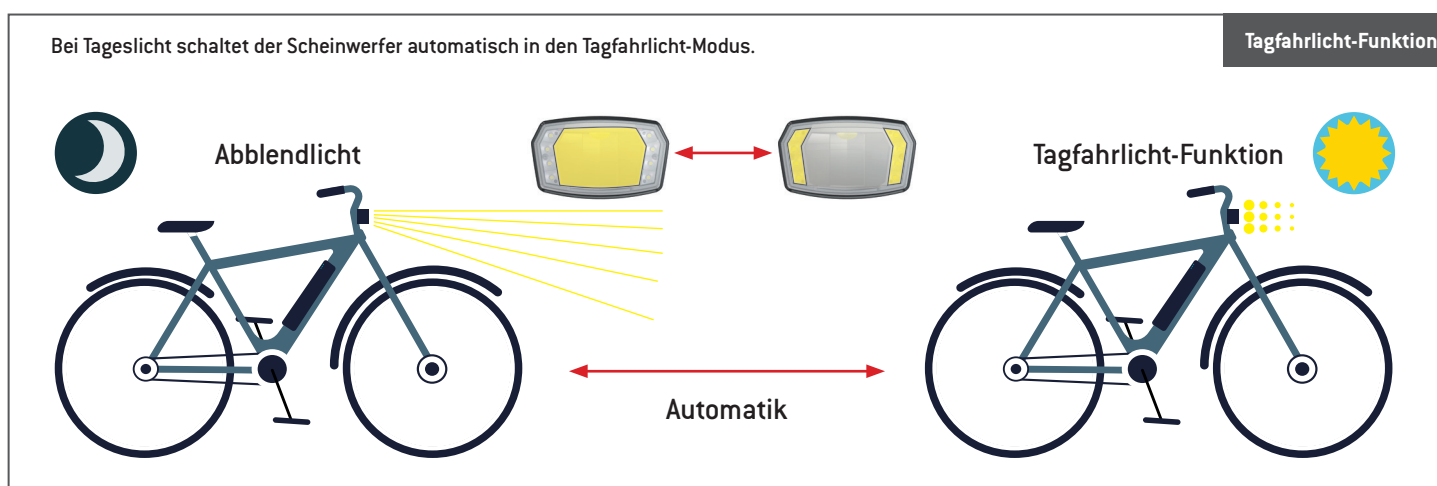 Bei Tageslicht schaltet der Scheinwerfer automatisch in den Tagfahrlicht-Modus.
Tagfahrlicht-Funktion
Abblendlicht
Tagfahrlicht-Funktion
Automatik